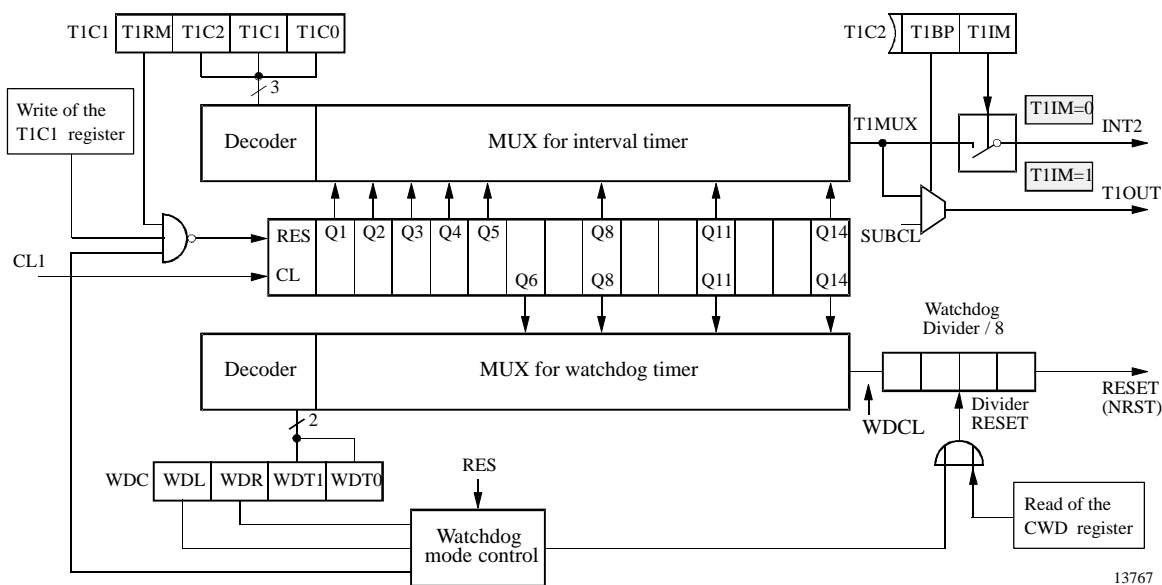 T1C1 T1RM T1C2 T1C1 T1C0
T1C2 T1BP T1IM
3
Write of the
T1C1 register
Decoder
MUX for interval timer
T1MUX
T1IM=0
INT2
T1IM=1
T1OUT
SUBCL
RES Q1 Q2 Q3 Q4 Q5 Q8 Q11 Q14
CL1
CL Q6 Q8 Q11 Q14
Watchdog
Divider / 8
Decoder
MUX for watchdog timer
RESET
(NRST)
Divider
RESET
WDCL
2
WDC WDL WDR WDT1 WDT0
RES
Read of the
CWD register
Watchdog
mode control
13767